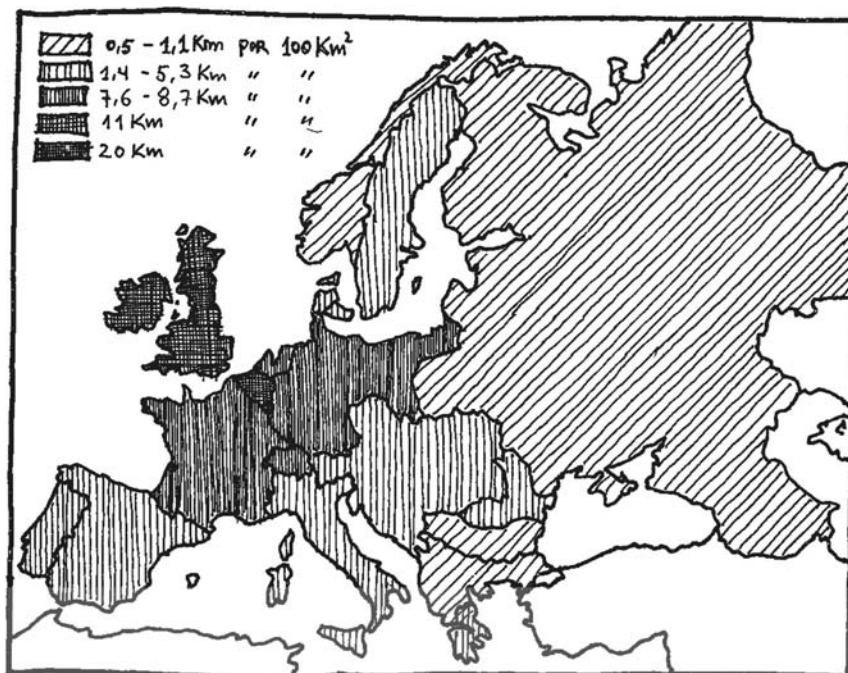 0,5 - 1,1 Km por 100 Km²
1,4 - 5,3 Km " "
7,6 - 8,7 Km " "
11 Km " "
20 Km " "